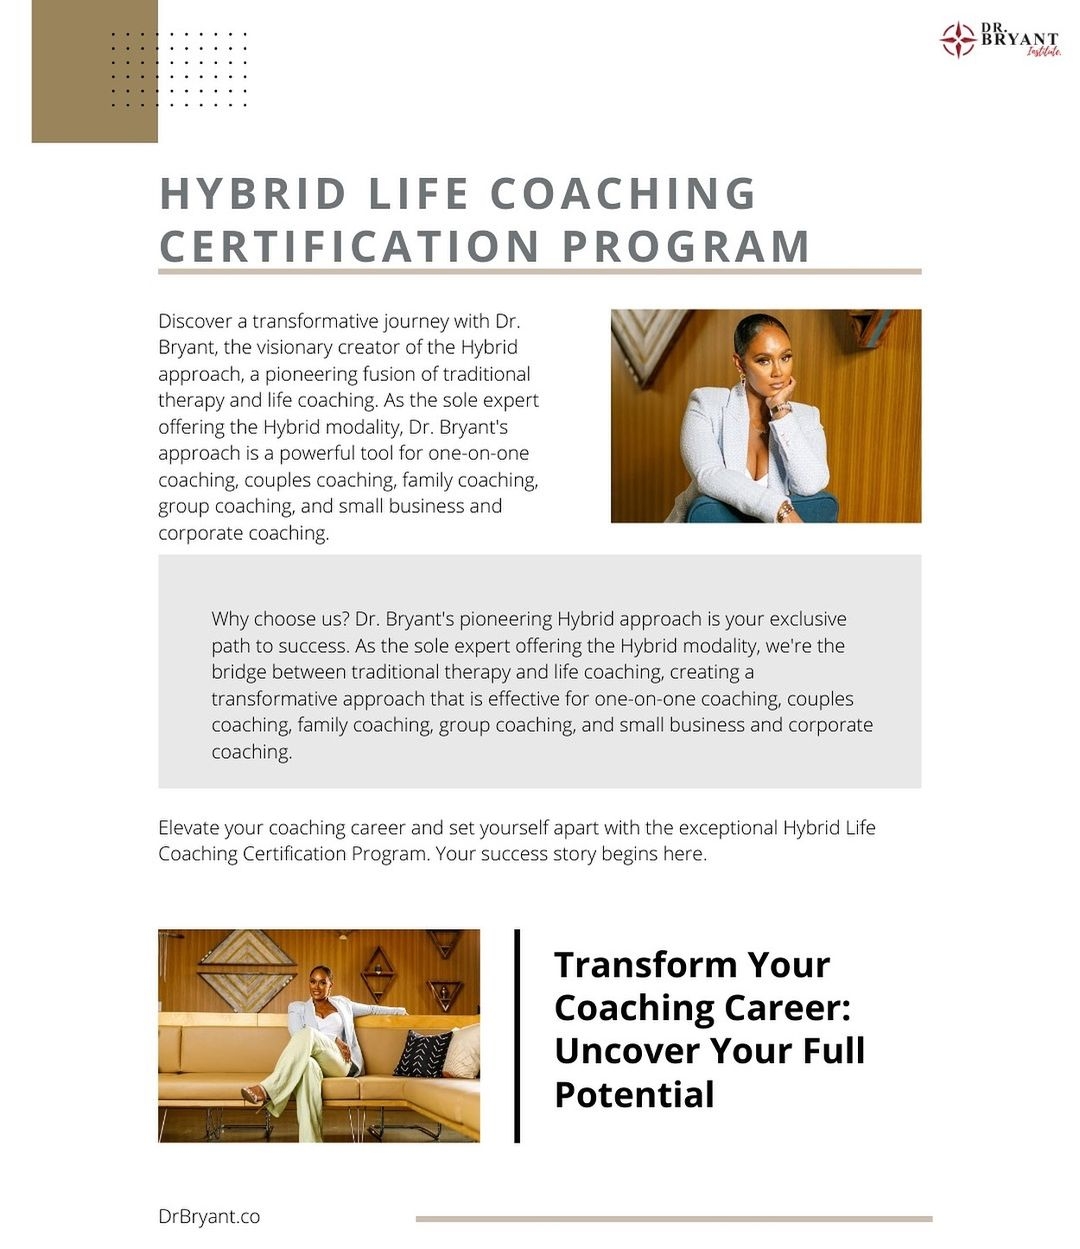 DR.
BRYANT
Institute.
HYBRID LIFE COACHING
CERTIFICATION PROGRAM
Discover a transformative journey with Dr.
Bryant, the visionary creator of the Hybrid
approach, a pioneering fusion of traditional
therapy and life coaching. As the sole expert
offering the Hybrid modality, Dr. Bryant's
approach is a powerful tool for one-on-one
coaching, couples coaching, family coaching,
group coaching, and small business and
corporate coaching.
Why choose us? Dr. Bryant's pioneering Hybrid approach is your exclusive
path to success. As the sole expert offering the Hybrid modality, we're the
bridge between traditional therapy and life coaching, creating a
transformative approach that is effective for one-on-one coaching, couples
coaching, family coaching, group coaching, and small business and corporate
coaching.
Elevate your coaching career and set yourself apart with the exceptional Hybrid Life
Coaching Certification Program. Your success story begins here.
Transform Your
Coaching Career:
Uncover Your Full
Potential
DrBryant.co